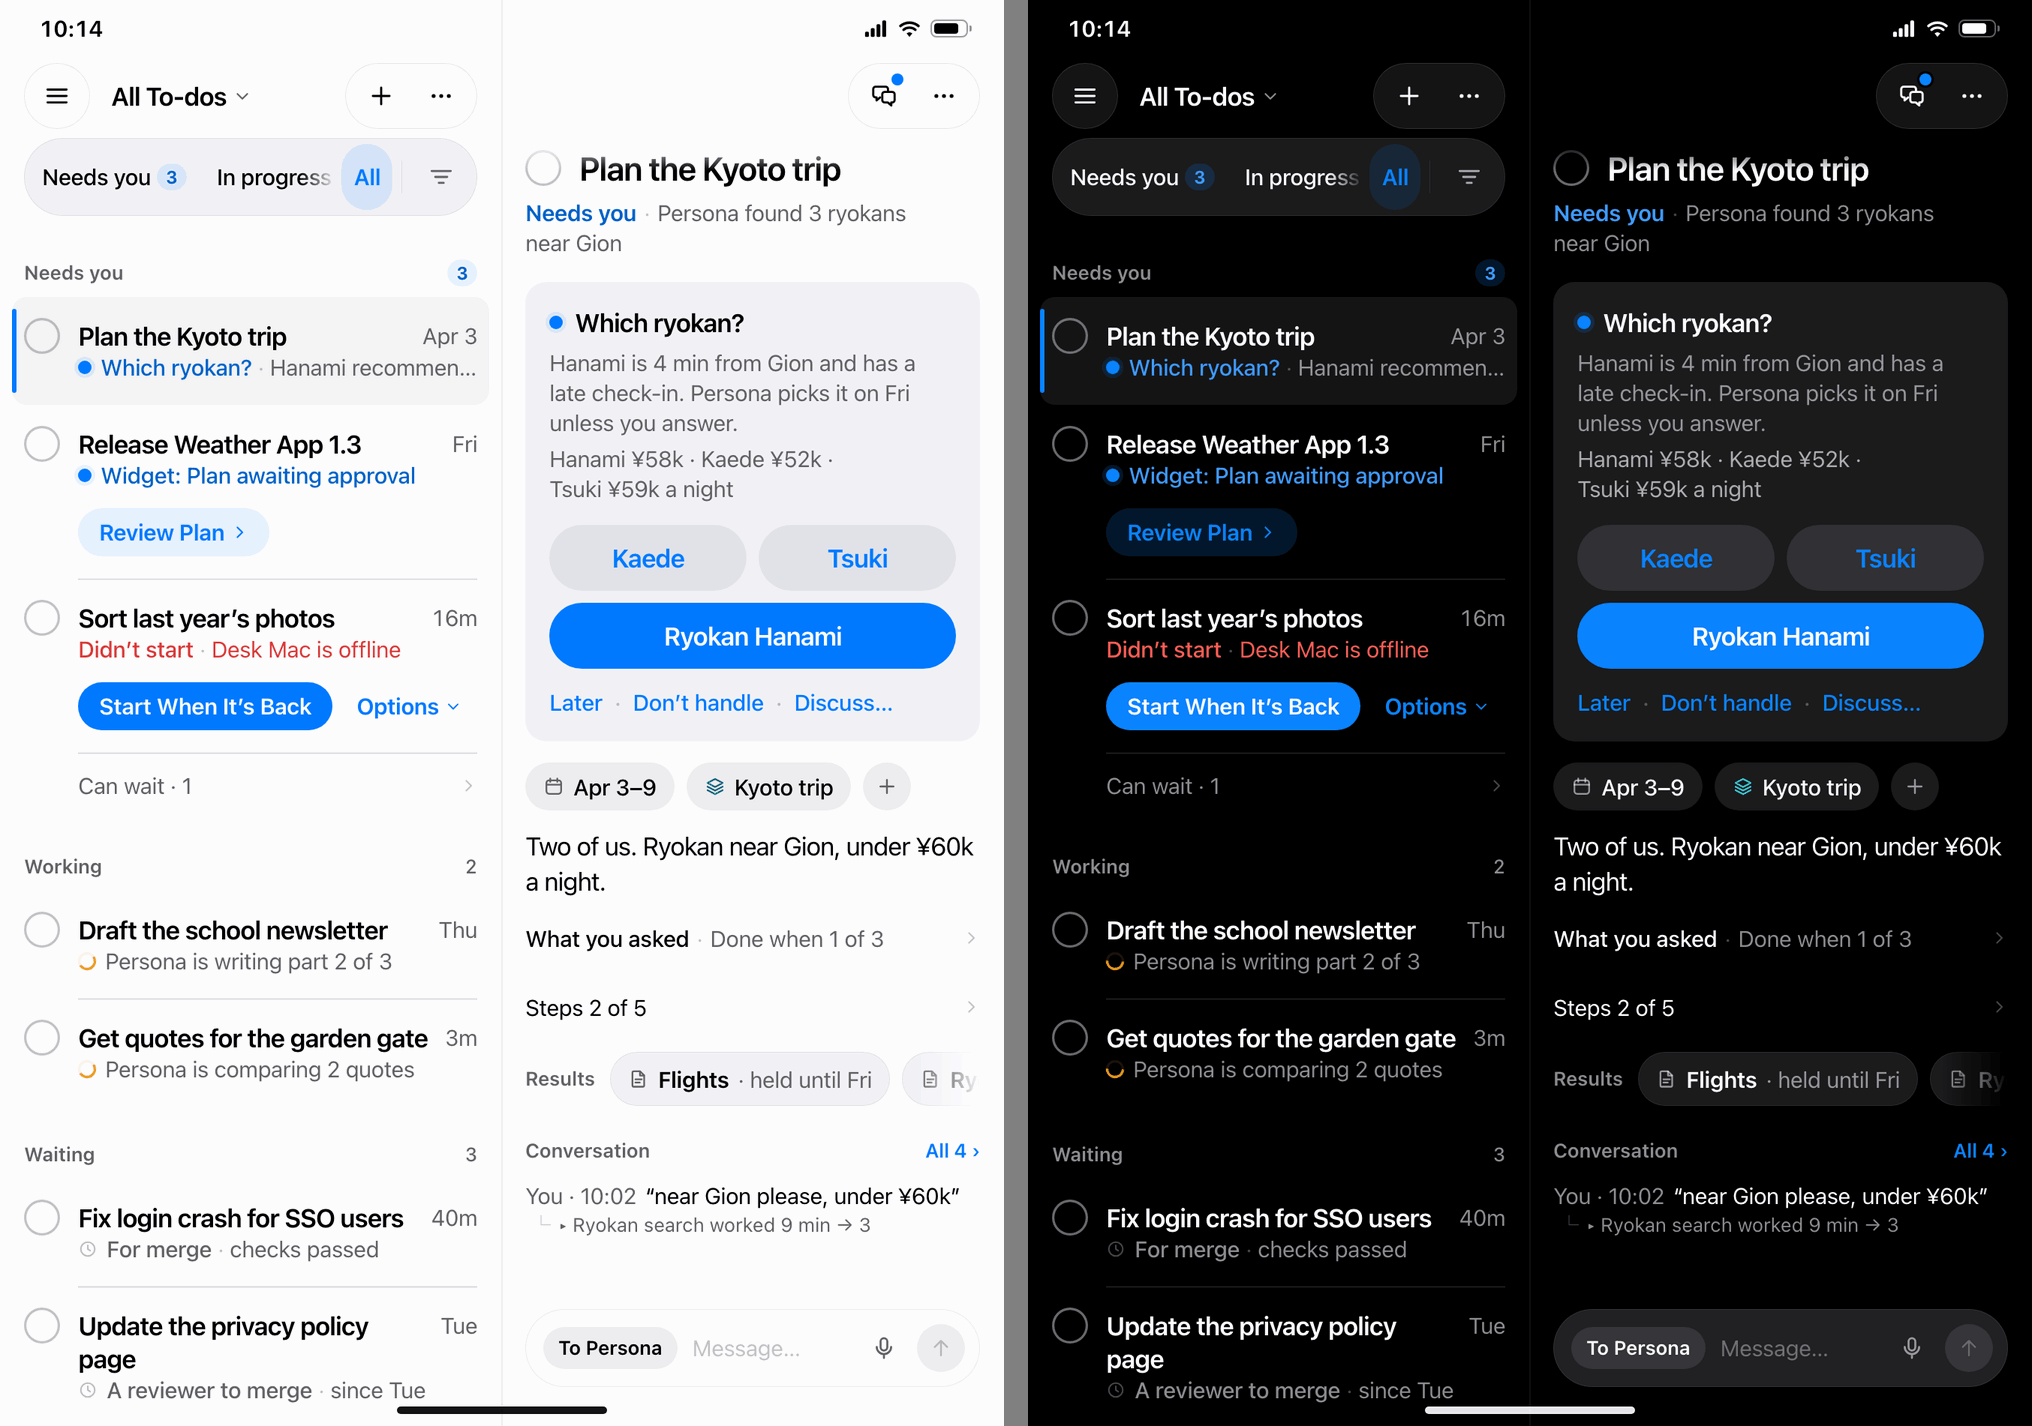 10:14
All To-dos
Needs you 3 In progress All
Needs you 3
Plan the Kyoto trip Apr 3
Which ryokan? · Hanami recommen...
Release Weather App 1.3 Fri
Widget: Plan awaiting approval
Review Plan
Sort last year’s photos 16m
Didn’t start · Desk Mac is offline
Start When It’s Back Options
Can wait · 1
Working 2
Draft the school newsletter Thu
Persona is writing part 2 of 3
Get quotes for the garden gate 3m
Persona is comparing 2 quotes
Waiting 3
Fix login crash for SSO users 40m
For merge · checks passed
Update the privacy policy Tue
page
A reviewer to merge · since Tue
Plan the Kyoto trip
Needs you · Persona found 3 ryokans
near Gion
Which ryokan?
Hanami is 4 min from Gion and has a
late check-in. Persona picks it on Fri
unless you answer.
Hanami ¥58k · Kaede ¥52k ·
Tsuki ¥59k a night
Kaede Tsuki
Ryokan Hanami
Later · Don’t handle · Discuss...
Apr 3–9 Kyoto trip
Two of us. Ryokan near Gion, under ¥60k
a night.
What you asked · Done when 1 of 3
Steps 2 of 5
Results Flights · held until Fri Ry
Conversation All 4 ›
You · 10:02 “near Gion please, under ¥60k”
▸ Ryokan search worked 9 min → 3
To Persona Message...
10:14
All To-dos
Needs you 3 In progress All
Needs you 3
Plan the Kyoto trip Apr 3
Which ryokan? · Hanami recommen...
Release Weather App 1.3 Fri
Widget: Plan awaiting approval
Review Plan
Sort last year’s photos 16m
Didn’t start · Desk Mac is offline
Start When It’s Back Options
Can wait · 1
Working 2
Draft the school newsletter Thu
Persona is writing part 2 of 3
Get quotes for the garden gate 3m
Persona is comparing 2 quotes
Waiting 3
Fix login crash for SSO users 40m
For merge · checks passed
Update the privacy policy Tue
page
A reviewer to merge · since Tue
Plan the Kyoto trip
Needs you · Persona found 3 ryokans
near Gion
Which ryokan?
Hanami is 4 min from Gion and has a
late check-in. Persona picks it on Fri
unless you answer.
Hanami ¥58k · Kaede ¥52k ·
Tsuki ¥59k a night
Kaede Tsuki
Ryokan Hanami
Later · Don’t handle · Discuss...
Apr 3–9 Kyoto trip
Two of us. Ryokan near Gion, under ¥60k
a night.
What you asked · Done when 1 of 3
Steps 2 of 5
Results Flights · held until Fri Ry
Conversation All 4 ›
You · 10:02 “near Gion please, under ¥60k”
▸ Ryokan search worked 9 min → 3
To Persona Message...